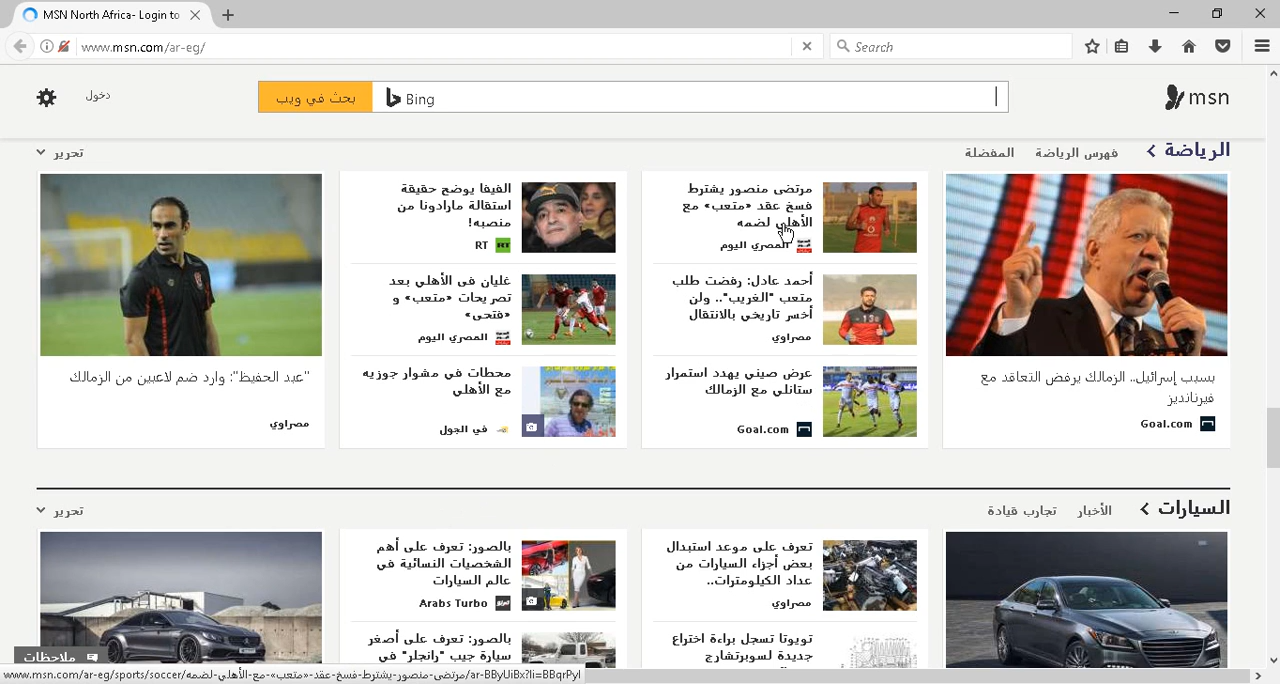 MSN North Africa- Login to
www.msn.com/ar-eg/
Search
دخول
بحث في ويب
Bing
msn
الرياضة
فهرس الرياضة
المفضلة
تحرير
بسبب إسرائيل.. الزمالك يرفض التعاقد مع
فيرنانديز
Goal.com
مرتضى منصور يشترط
فسخ عقد «متعب» مع
الأهلي لضمه
المصري اليوم
أحمد عادل: رفضت طلب
متعب "الغريب".. ولن
أخسر تاريخي بالانتقال
مصراوي
عرض صيني يهدد استمرار
ستانلي مع الزمالك
Goal.com
الفيفا يوضح حقيقة
استقالة مارادونا من
منصبه!
RT
غليان في الأهلي بعد
تصريحات «متعب» و
«فتحي»
المصري اليوم
محطات في مشوار جوزيه
مع الأهلي
في الجول
"عبد الحفيظ": وارد ضم لاعبين من الزمالك
مصراوي
السيارات
الأخبار
تجارب قيادة
تحرير
تعرف على موعد استبدال
بعض أجزاء السيارات من
عداد الكيلومترات..
مصراوي
تويوتا تسجل براءة اختراع
جديدة لسوبرتشارج
بالصور: تعرف على أهم
الشخصيات النسائية في
عالم السيارات
Arabs Turbo
بالصور: تعرف على أصغر
سيارة جيب "رانجلر" في
ملاحظات
www.msn.com/ar-eg/sports/soccer/مرتضى-منصور-يشترط-فسخ-عقد-«متعب»-مع-الأهلي-لضمه/ar-BByUiBx?li=BBqrPyl